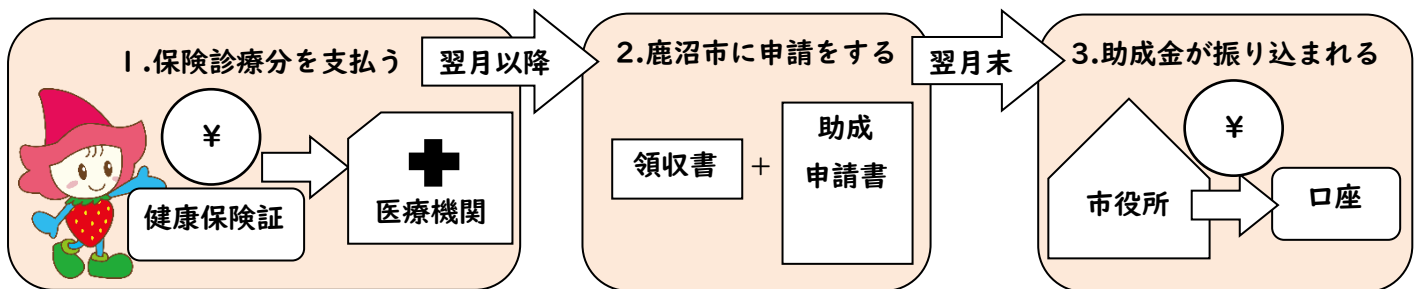 1.保険診療分を支払う
¥
健康保険証
医療機関
翌月以降
2.鹿沼市に申請をする
領収書
+
助成
申請書
翌月末
3.助成金が振り込まれる
¥
市役所
口座